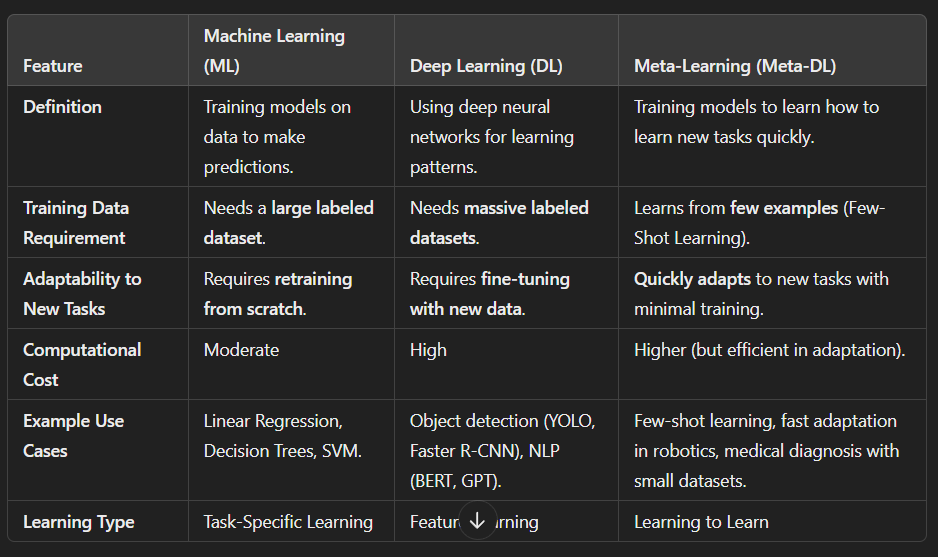 Feature
Machine Learning
(ML)
Deep Learning (DL)
Meta-Learning (Meta-DL)
Definition
Training models on
data to make
predictions.
Using deep neural
networks for learning
patterns.
Training models to learn how to
learn new tasks quickly.
Training Data
Requirement
Needs a large labeled
dataset.
Needs massive labeled
datasets.
Learns from few examples (Few-
Shot Learning).
Adaptability to
New Tasks
Requires retraining
from scratch.
Requires fine-tuning
with new data.
Quickly adapts to new tasks with
minimal training.
Computational
Cost
Moderate
High
Higher (but efficient in adaptation).
Example Use
Cases
Linear Regression,
Decision Trees, SVM.
Object detection (YOLO,
Faster R-CNN), NLP
(BERT, GPT).
Few-shot learning, fast adaptation
in robotics, medical diagnosis with
small datasets.
Learning Type
Task-Specific Learning
Learning to Learn